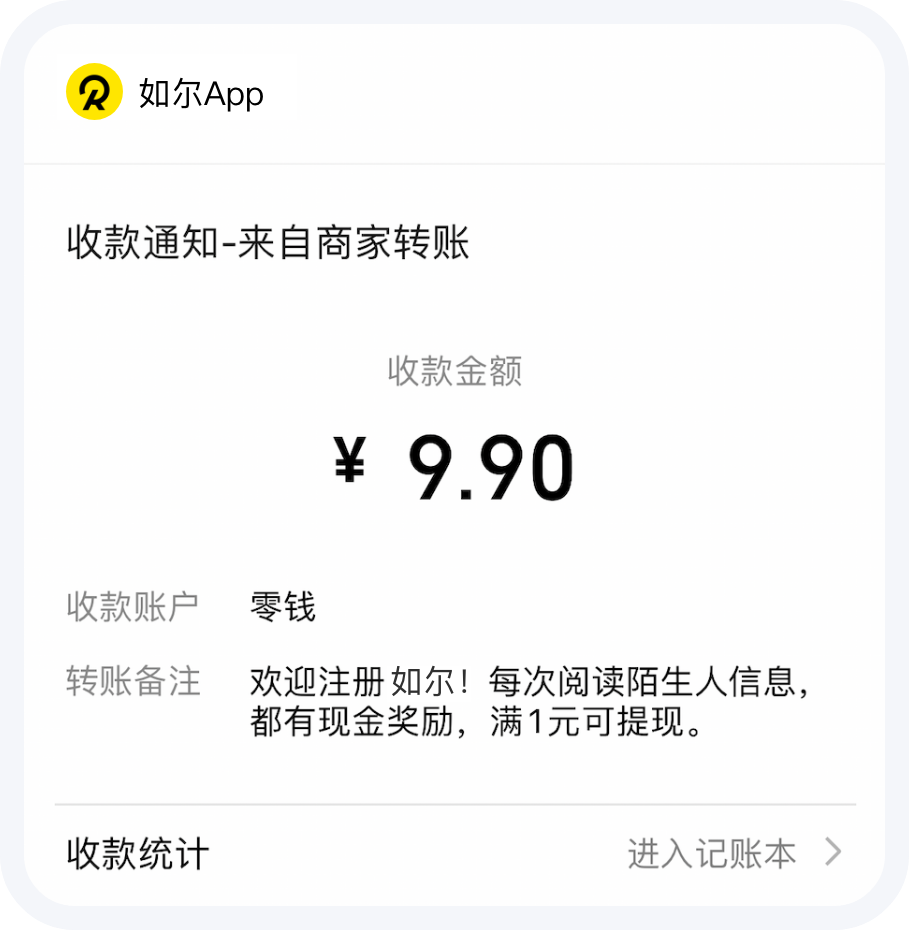 如尔App
收款通知-来自商家转账
收款金额
¥ 9.90
收款账户 零钱
转账备注 欢迎注册如尔！每次阅读陌生人信息，
都有现金奖励，满1元可提现。
收款统计 进入记账本